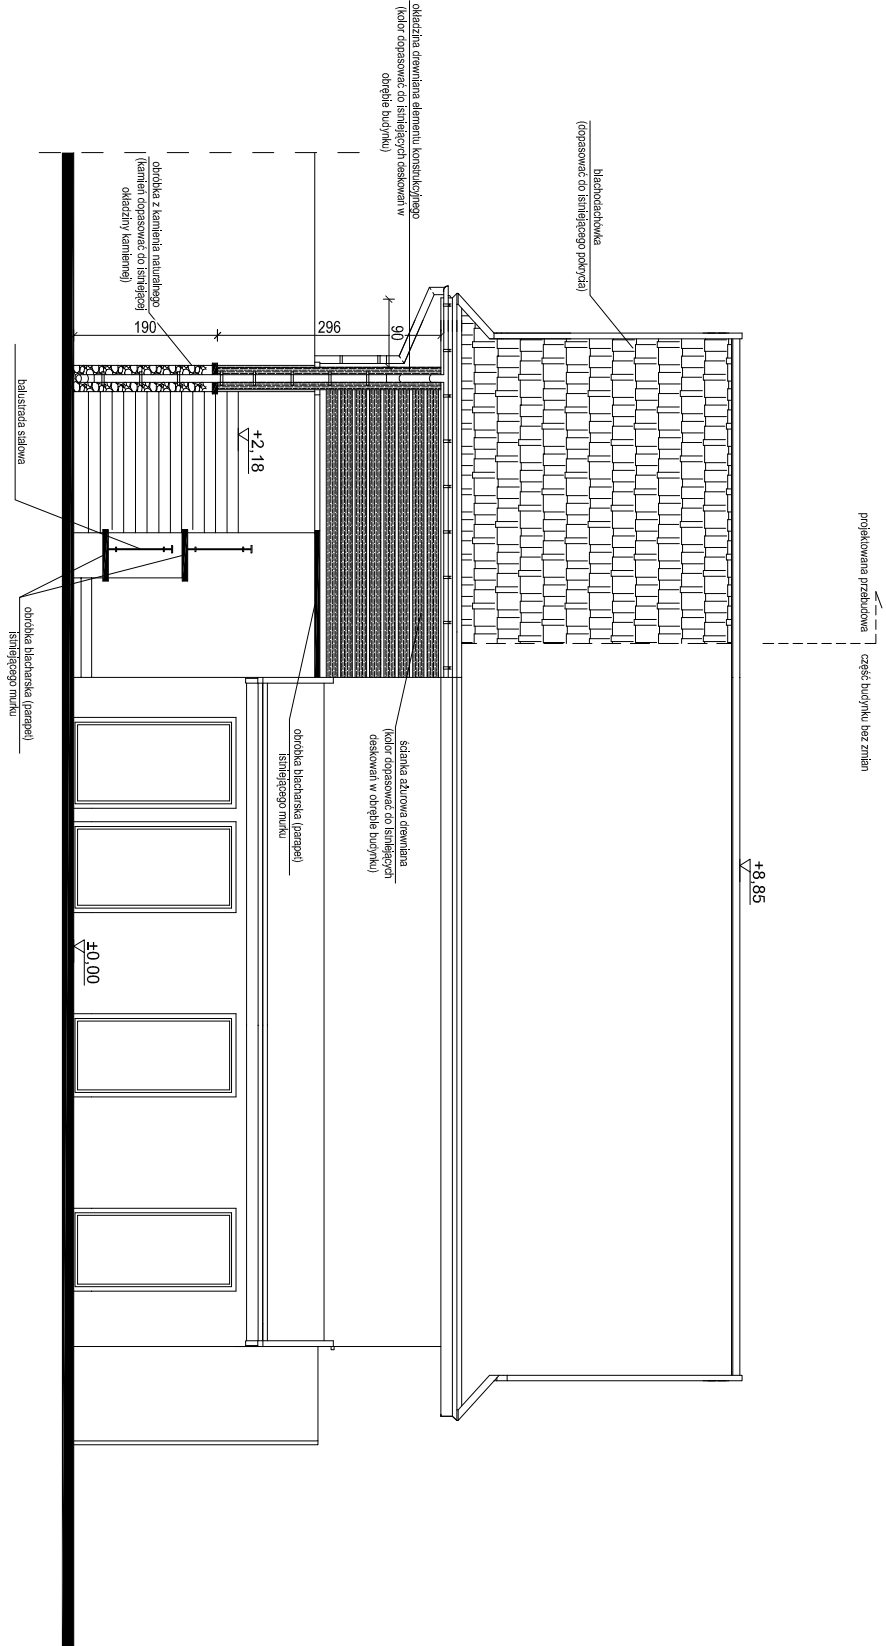 projektowana przebudowa
część budynku bez zmian
+8,85
blachodachówka
(dopasować do istniejącego pokrycia)
okładzina drewniana elementu konstrukcyjnego
(kolor dopasować do istniejących deskowań w
obrębie budynku)
ścianka ażurowa drewniana
(kolor dopasować do istniejących
deskowań w obrębie budynku)
90
296
190
obróbka blacharska (parapet)
istniejącego murku
+2,18
obróbka z kamienia naturalnego
(kamień dopasować do istniejącej
okładziny kamiennej)
±0,00
balustrada stalowa
obróbka blacharska (parapet)
istniejącego murku